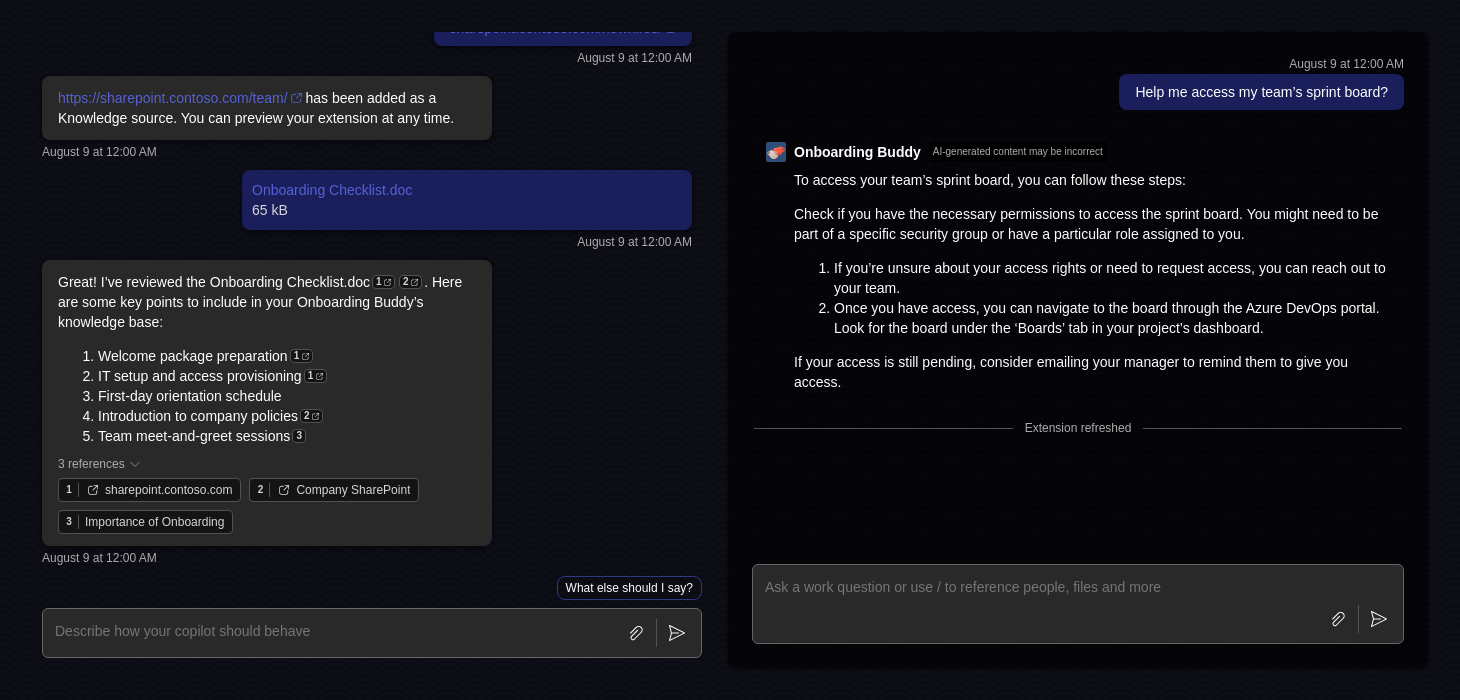 August 9 at 12:00 AM
https://sharepoint.contoso.com/team/ has been added as a
Knowledge source. You can preview your extension at any time.
August 9 at 12:00 AM
Onboarding Checklist.doc
65 kB
August 9 at 12:00 AM
Great! I’ve reviewed the Onboarding Checklist.doc 1 2 . Here
are some key points to include in your Onboarding Buddy’s
knowledge base:
1. Welcome package preparation 1
2. IT setup and access provisioning 1
3. First-day orientation schedule
4. Introduction to company policies 2
5. Team meet-and-greet sessions 3
3 references
1 sharepoint.contoso.com 2 Company SharePoint
3 Importance of Onboarding
August 9 at 12:00 AM
What else should I say?
Describe how your copilot should behave
August 9 at 12:00 AM
Help me access my team’s sprint board?
Onboarding Buddy AI-generated content may be incorrect
To access your team’s sprint board, you can follow these steps:
Check if you have the necessary permissions to access the sprint board. You might need to be
part of a specific security group or have a particular role assigned to you.
1. If you’re unsure about your access rights or need to request access, you can reach out to
your team.
2. Once you have access, you can navigate to the board through the Azure DevOps portal.
Look for the board under the ‘Boards’ tab in your project’s dashboard.
If your access is still pending, consider emailing your manager to remind them to give you
access.
Extension refreshed
Ask a work question or use / to reference people, files and more